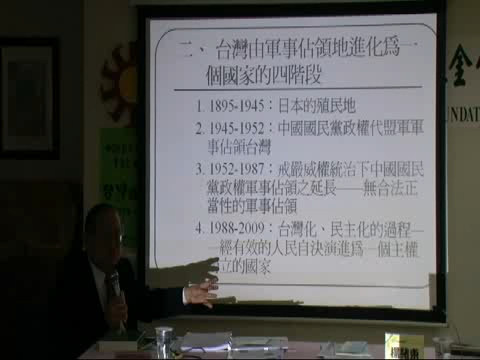 二、台灣由軍事佔領地進化爲一
個國家的四階段
1. 1895-1945：日本的殖民地
2. 1945-1952：中國國民黨政權代盟軍軍
事佔領台灣
3. 1952-1987：戒嚴威權統治下中國國民
黨政權軍事佔領之延長——無合法正
當性的軍事佔領
4. 1988-2009：台灣化、民主化的過程—
—經有效的人民自決演進爲一個主權
立的國家
金